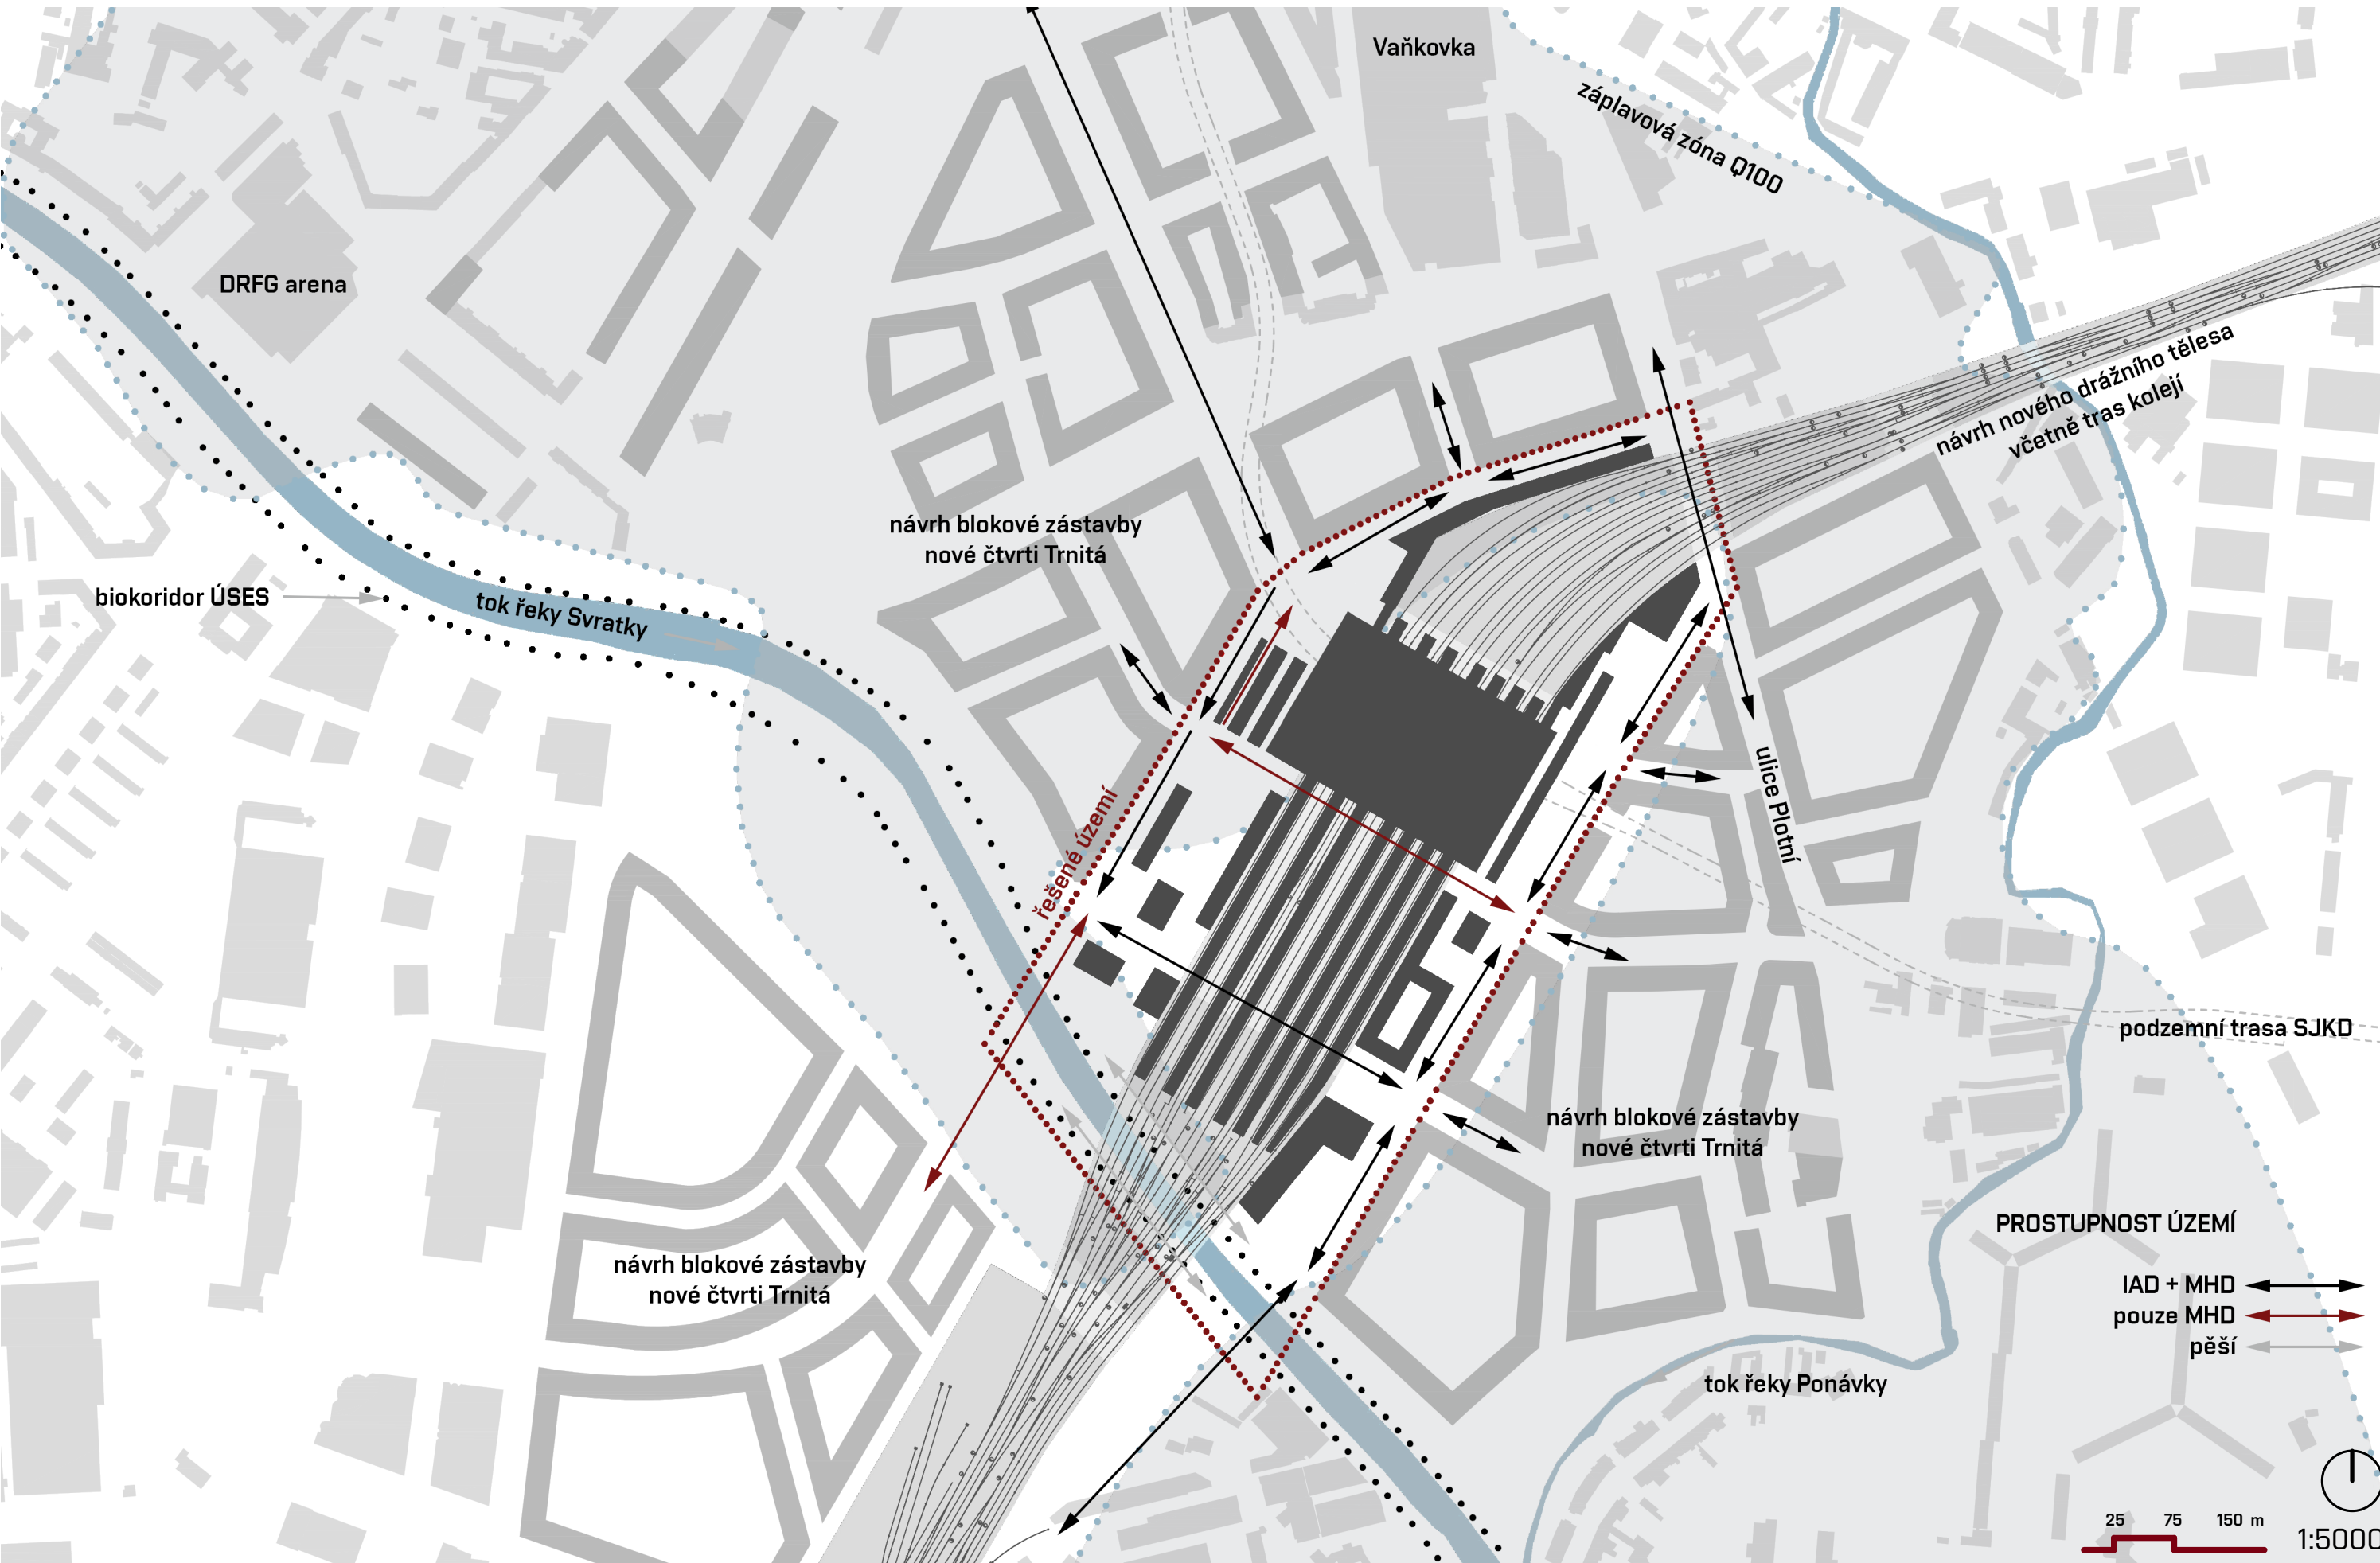 Vaňkovka
záplavová zóna Q100
DRFG arena
návrh nového drážního tělesa
včetně tras kolejí
návrh blokové zástavby
nové čtvrti Trnitá
biokoridor ÚSES
tok řeky Svratky
řešené území
ulice Plotní
podzemní trasa SJKD
návrh blokové zástavby
nové čtvrti Trnitá
návrh blokové zástavby
nové čtvrti Trnitá
tok řeky Ponávky
PROSTUPNOST ÚZEMÍ
IAD + MHD
pouze MHD
pěší
25 75 150 m
1:5000